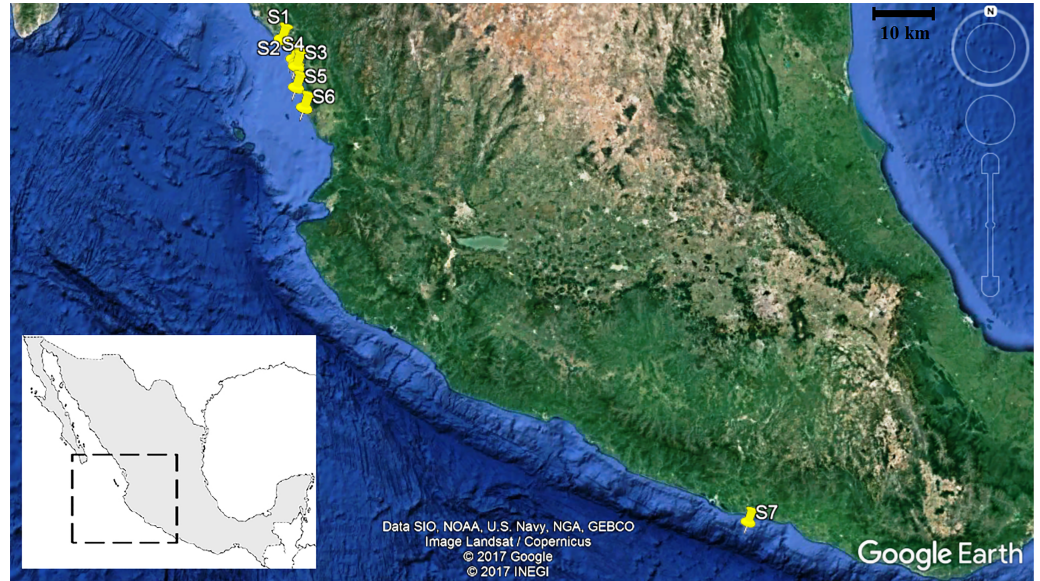 S1
S2
S4
S3
S5
S6
10 km
N
S7
Data SIO, NOAA, U.S. Navy, NGA, GEBCO
Image Landsat / Copernicus
© 2017 Google
© 2017 INEGI
Google Earth